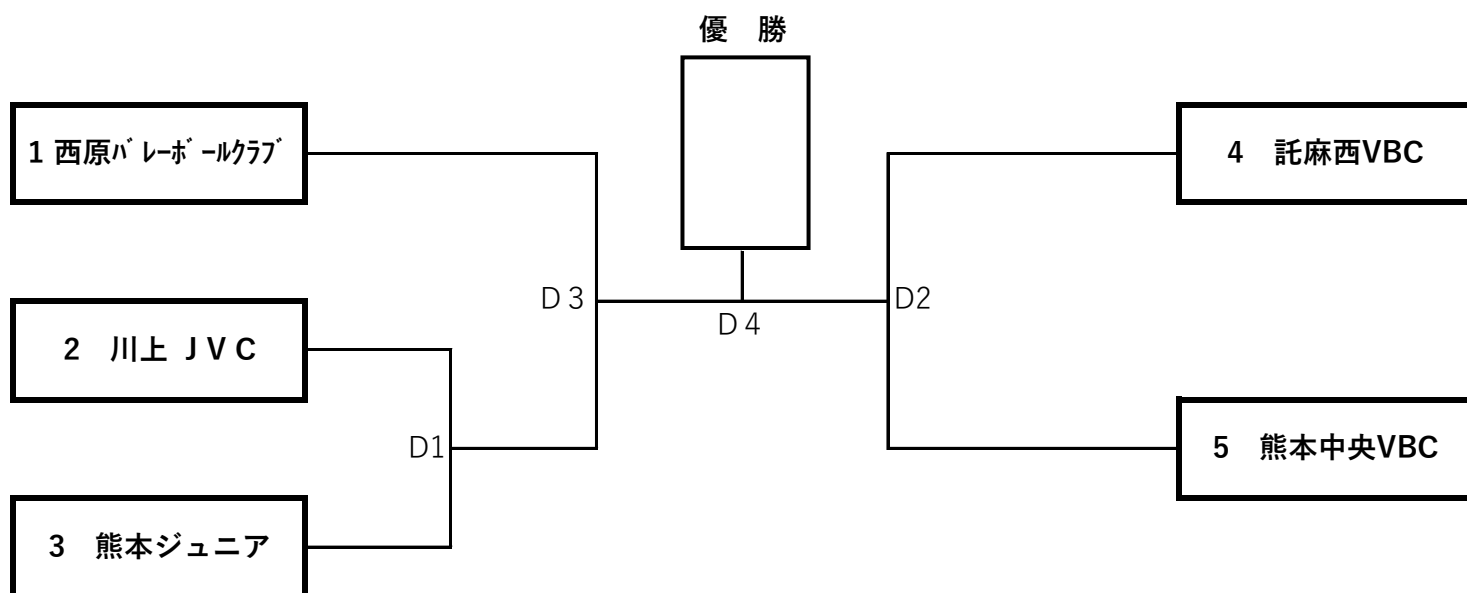 優　勝
1 西原ﾊﾞﾚｰﾎﾞｰﾙｸﾗﾌﾞ
4　託麻西VBC
D３
D2
D４
2　川上 ＪＶＣ
D1
5　熊本中央VBC
3　熊本ジュニア